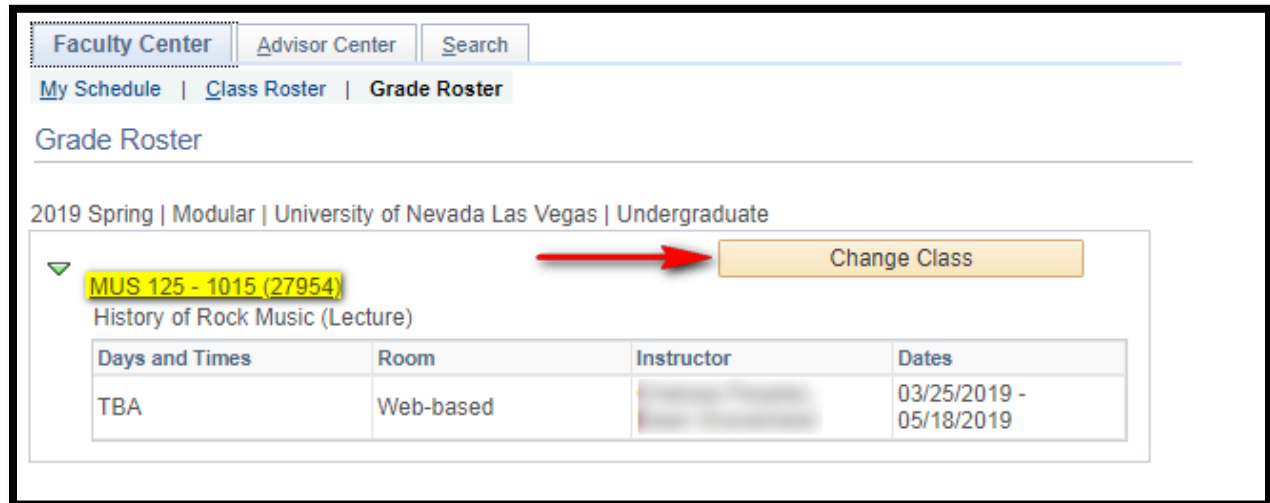 Faculty Center Advisor Center Search
My Schedule | Class Roster | Grade Roster
Grade Roster
2019 Spring | Modular | University of Nevada Las Vegas | Undergraduate
Change Class
MUS 125 - 1015 (27954)
History of Rock Music (Lecture)
Days and Times Room Instructor Dates
TBA Web-based 03/25/2019 -
05/18/2019